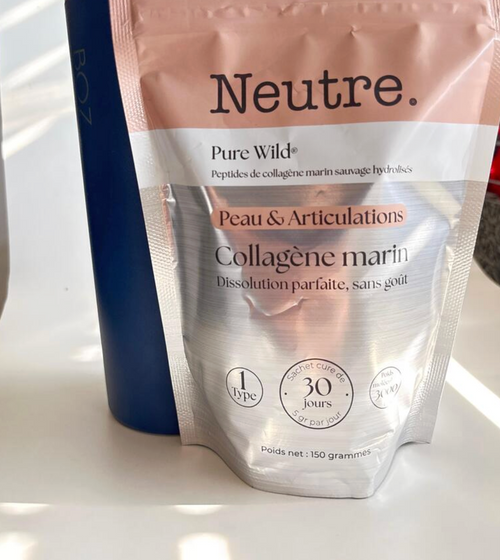 Neutre.
Pure Wild®
Peptides de collagène marin sauvage hydrolisés
Peau & Articulations
Collagène marin
Dissolution parfaite, sans goût
1
Type
Sachet cure de
30
jours
5 gr par jour
Poids
Poids net : 150 grammes